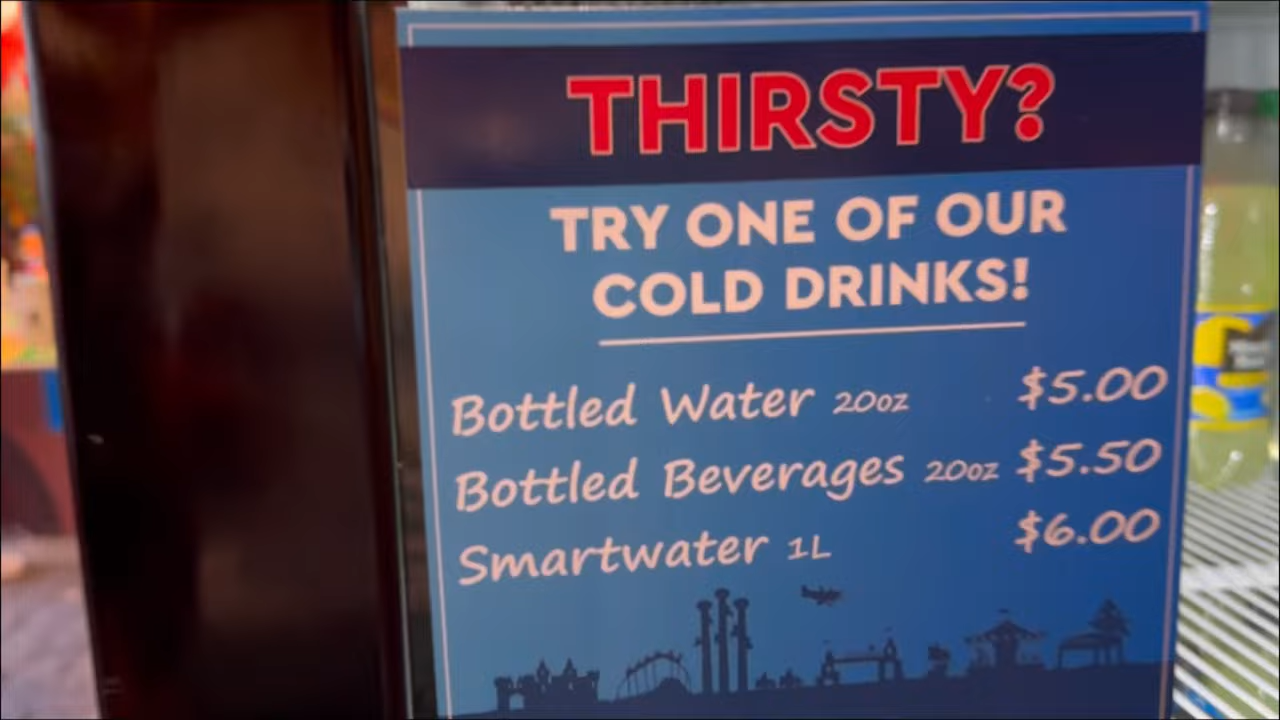 THIRSTY?
TRY ONE OF OUR
COLD DRINKS!
Bottled Water 20oz $5.00
Bottled Beverages 20oz $5.50
Smartwater 1L $6.00